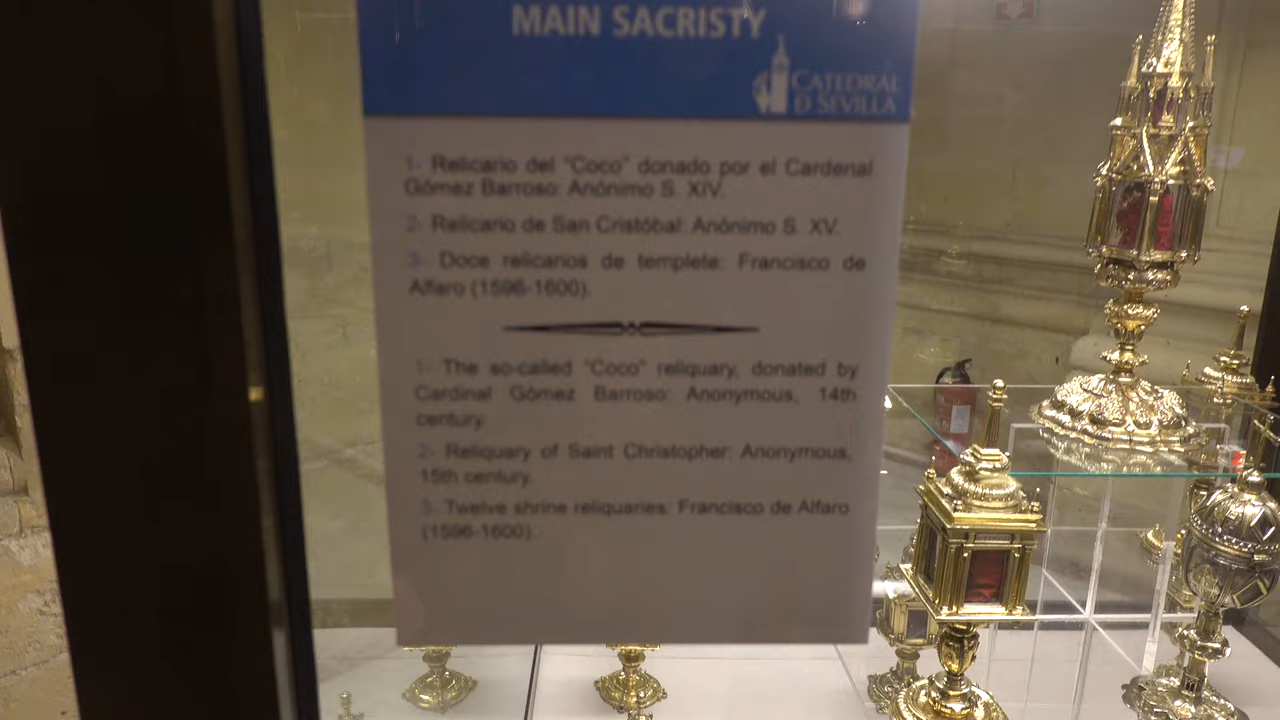 MAIN SACRISTY
CATEDRAL
D SEVILLA
1- Relicario del "Coco" donado por el Cardenal
Gómez Barroso: Anónimo S. XIV.
2- Relicario de San Cristóbal: Anónimo S. XV.
3- Doce relicarios de templete: Francisco de
Alfaro (1596-1600).
1- The so-called "Coco" reliquary, donated by
Cardinal Gómez Barroso: Anonymous, 14th
century.
2- Reliquary of Saint Christopher: Anonymous,
15th century.
3- Twelve shrine reliquaries: Francisco de Alfaro
(1596-1600).